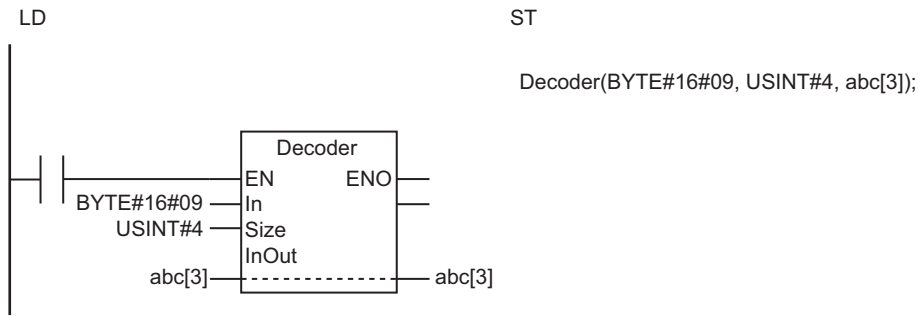 LD
ST
Decoder(BYTE#16#09, USINT#4, abc[3]);
Decoder
EN ENO
BYTE#16#09 In
USINT#4 Size
InOut
abc[3] abc[3]